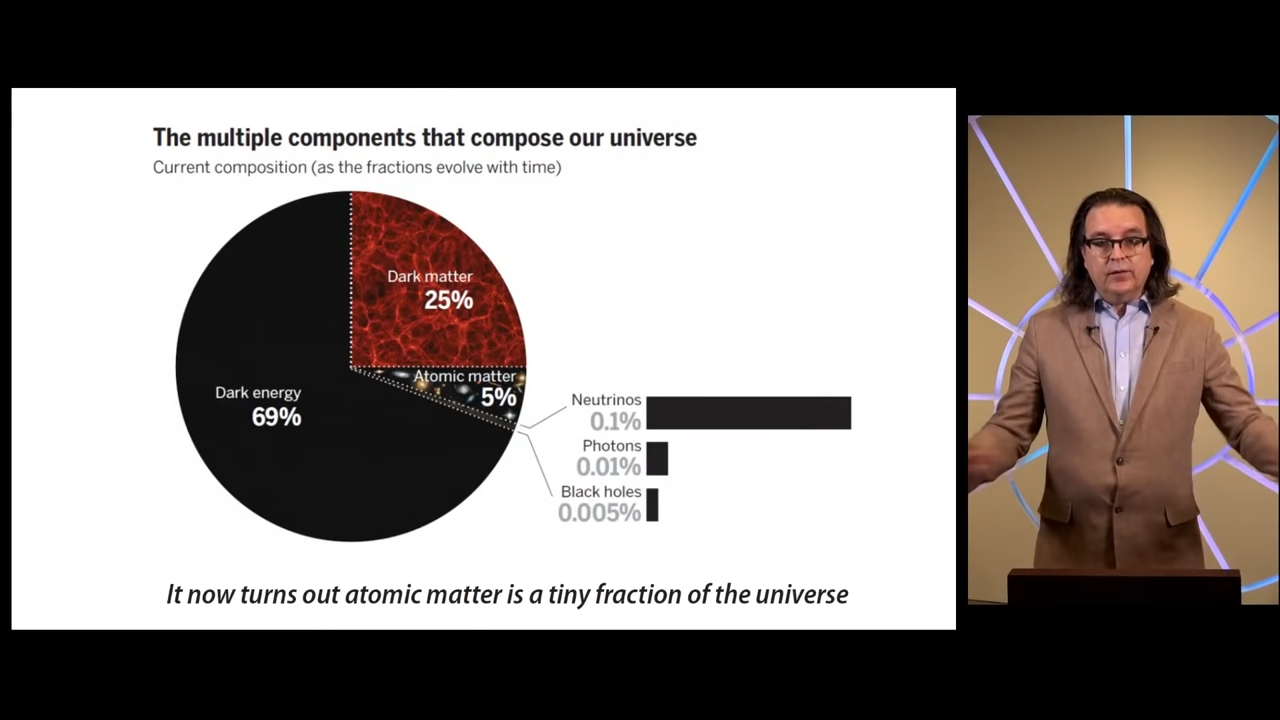 The multiple components that compose our universe
Current composition (as the fractions evolve with time)
Dark matter
25%
Atomic matter
5%
Dark energy
69%
Neutrinos
0.1%
Photons
0.01%
Black holes
0.005%
It now turns out atomic matter is a tiny fraction of the universe